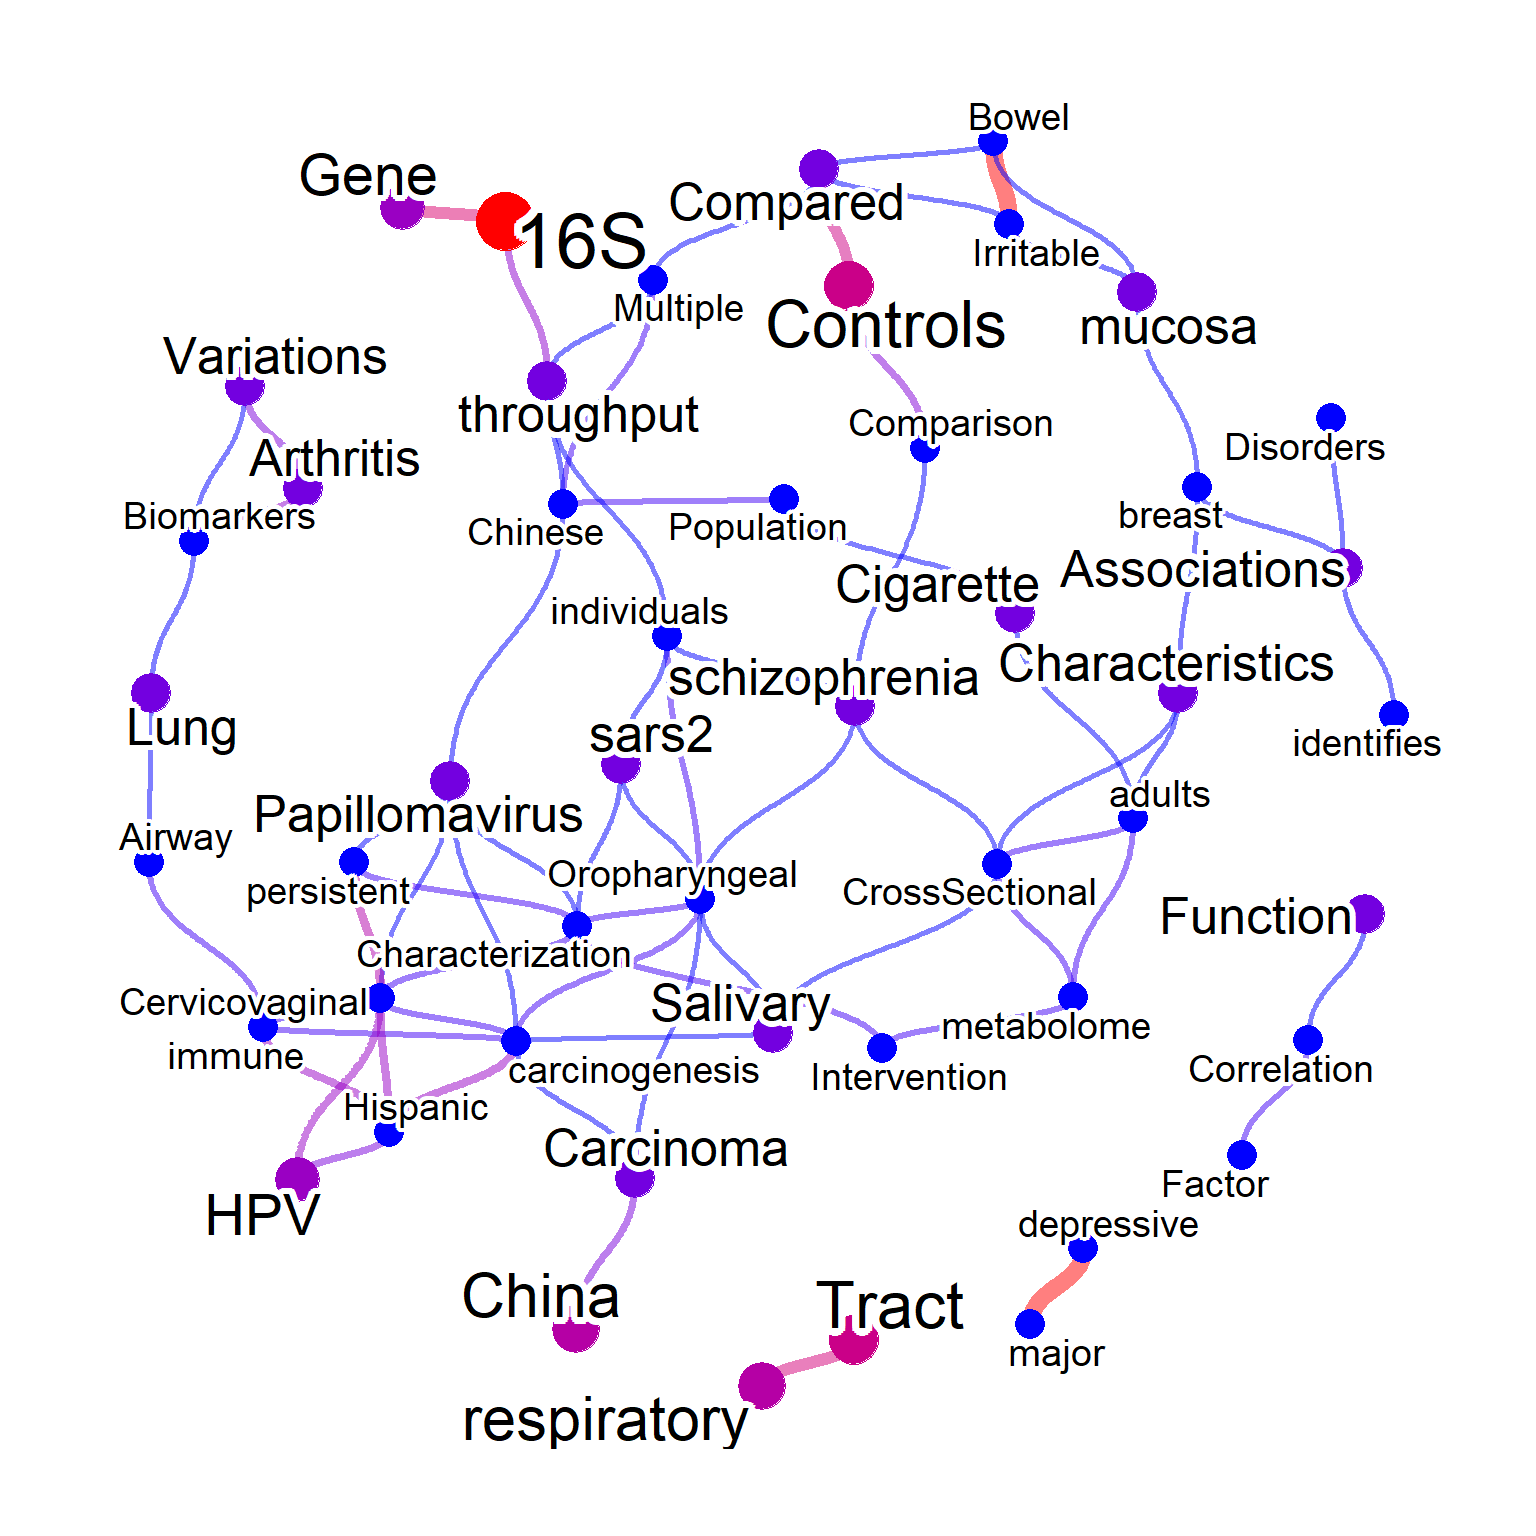 Bowel
Gene
Compared
16S
Irritable
Multiple
Controls
mucosa
Variations
throughput
Comparison
Disorders
Arthritis
Biomarkers
breast
Population
Chinese
Associations
Cigarette
individuals
Characteristics
schizophrenia
Lung
sars2
identifies
adults
Papillomavirus
Airway
Oropharyngeal
persistent
CrossSectional
Function
Characterization
Cervicovaginal
Salivary
metabolome
immune
carcinogenesis
Intervention
Correlation
Hispanic
Carcinoma
Factor
HPV
depressive
China
Tract
major
respiratory